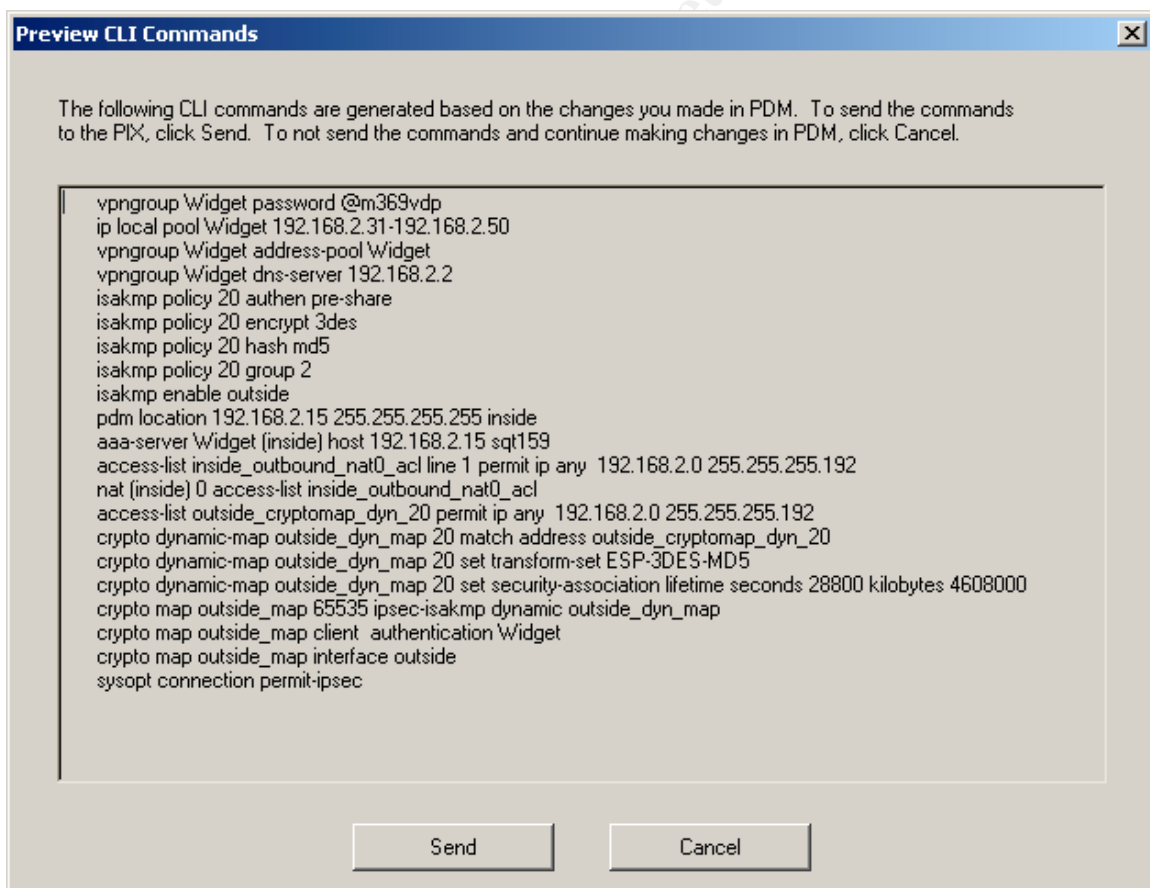 Preview CLI Commands
The following CLI commands are generated based on the changes you made in PDM. To send the commands
to the PIX, click Send. To not send the commands and continue making changes in PDM, click Cancel.
vpngroup Widget password @m369vdp
ip local pool Widget 192.168.2.31-192.168.2.50
vpngroup Widget address-pool Widget
vpngroup Widget dns-server 192.168.2.2
isakmp policy 20 authen pre-share
isakmp policy 20 encrypt 3des
isakmp policy 20 hash md5
isakmp policy 20 group 2
isakmp enable outside
pdm location 192.168.2.15 255.255.255.255 inside
aaa-server Widget (inside) host 192.168.2.15 sqt159
access-list inside_outbound_nat0_acl line 1 permit ip any 192.168.2.0 255.255.255.192
nat (inside) 0 access-list inside_outbound_nat0_acl
access-list outside_cryptomap_dyn_20 permit ip any 192.168.2.0 255.255.255.192
crypto dynamic-map outside_dyn_map 20 match address outside_cryptomap_dyn_20
crypto dynamic-map outside_dyn_map 20 set transform-set ESP-3DES-MD5
crypto dynamic-map outside_dyn_map 20 set security-association lifetime seconds 28800 kilobytes 4608000
crypto map outside_map 65535 ipsec-isakmp dynamic outside_dyn_map
crypto map outside_map client authentication Widget
crypto map outside_map interface outside
sysopt connection permit-ipsec
Send
Cancel